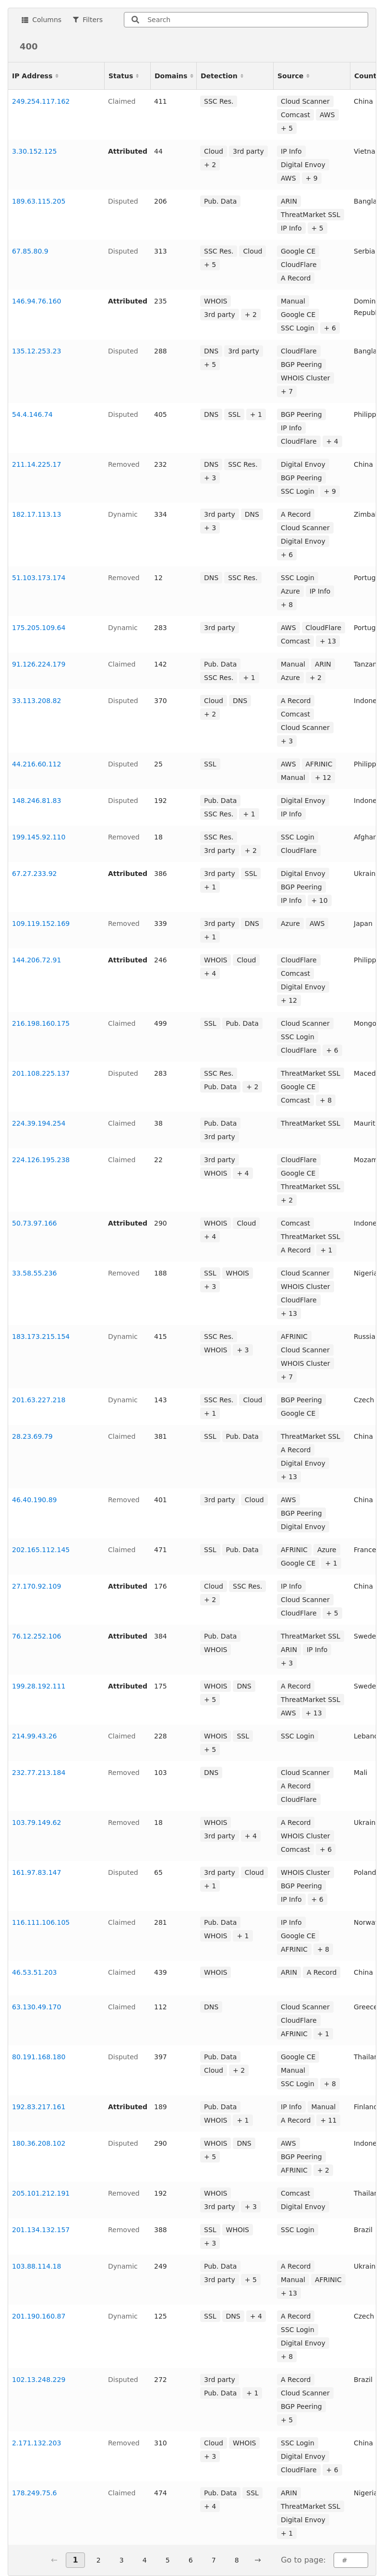 Columns Filters Search
400
IP Address Status Domains Detection Source Count
249.254.117.162 Claimed 411 SSC Res. Cloud Scanner China
Comcast AWS
+ 5
3.30.152.125 Attributed 44 Cloud 3rd party IP Info Vietna
+ 2 Digital Envoy
AWS + 9
189.63.115.205 Disputed 206 Pub. Data ARIN Bangla
ThreatMarket SSL
IP Info + 5
67.85.80.9 Disputed 313 SSC Res. Cloud Google CE Serbia
+ 5 CloudFlare
A Record
146.94.76.160 Attributed 235 WHOIS Manual Domin
3rd party + 2 Google CE Republ
SSC Login + 6
135.12.253.23 Disputed 288 DNS 3rd party CloudFlare Bangla
+ 5 BGP Peering
WHOIS Cluster
+ 7
54.4.146.74 Disputed 405 DNS SSL + 1 BGP Peering Philipp
IP Info
CloudFlare + 4
211.14.225.17 Removed 232 DNS SSC Res. Digital Envoy China
+ 3 BGP Peering
SSC Login + 9
182.17.113.13 Dynamic 334 3rd party DNS A Record Zimba
+ 3 Cloud Scanner
Digital Envoy
+ 6
51.103.173.174 Removed 12 DNS SSC Res. SSC Login Portug
Azure IP Info
+ 8
175.205.109.64 Dynamic 283 3rd party AWS CloudFlare Portug
Comcast + 13
91.126.224.179 Claimed 142 Pub. Data Manual ARIN Tanzar
SSC Res. + 1 Azure + 2
33.113.208.82 Disputed 370 Cloud DNS A Record Indone
+ 2 Comcast
Cloud Scanner
+ 3
44.216.60.112 Disputed 25 SSL AWS AFRINIC Philipp
Manual + 12
148.246.81.83 Disputed 192 Pub. Data Digital Envoy Indone
SSC Res. + 1 IP Info
199.145.92.110 Removed 18 SSC Res. SSC Login Afghar
3rd party + 2 CloudFlare
67.27.233.92 Attributed 386 3rd party SSL Digital Envoy Ukrain
+ 1 BGP Peering
IP Info + 10
109.119.152.169 Removed 339 3rd party DNS Azure AWS Japan
+ 1
144.206.72.91 Attributed 246 WHOIS Cloud CloudFlare Philipp
+ 4 Comcast
Digital Envoy
+ 12
216.198.160.175 Claimed 499 SSL Pub. Data Cloud Scanner Mongo
SSC Login
CloudFlare + 6
201.108.225.137 Disputed 283 SSC Res. ThreatMarket SSL Maced
Pub. Data + 2 Google CE
Comcast + 8
224.39.194.254 Claimed 38 Pub. Data ThreatMarket SSL Maurit
3rd party
224.126.195.238 Claimed 22 3rd party CloudFlare Mozam
WHOIS + 4 Google CE
ThreatMarket SSL
+ 2
50.73.97.166 Attributed 290 WHOIS Cloud Comcast Indone
+ 4 ThreatMarket SSL
A Record + 1
33.58.55.236 Removed 188 SSL WHOIS Cloud Scanner Nigeria
+ 3 WHOIS Cluster
CloudFlare
+ 13
183.173.215.154 Dynamic 415 SSC Res. AFRINIC Russia
WHOIS + 3 Cloud Scanner
WHOIS Cluster
+ 7
201.63.227.218 Dynamic 143 SSC Res. Cloud BGP Peering Czech
+ 1 Google CE
28.23.69.79 Claimed 381 SSL Pub. Data ThreatMarket SSL China
A Record
Digital Envoy
+ 13
46.40.190.89 Removed 401 3rd party Cloud AWS China
BGP Peering
Digital Envoy
202.165.112.145 Claimed 471 SSL Pub. Data AFRINIC Azure France
Google CE + 1
27.170.92.109 Attributed 176 Cloud SSC Res. IP Info China
+ 2 Cloud Scanner
CloudFlare + 5
76.12.252.106 Attributed 384 Pub. Data ThreatMarket SSL Swede
WHOIS ARIN IP Info
+ 3
199.28.192.111 Attributed 175 WHOIS DNS A Record Swede
+ 5 ThreatMarket SSL
AWS + 13
214.99.43.26 Claimed 228 WHOIS SSL SSC Login Lebano
+ 5
232.77.213.184 Removed 103 DNS Cloud Scanner Mali
A Record
CloudFlare
103.79.149.62 Removed 18 WHOIS A Record Ukrain
3rd party + 4 WHOIS Cluster
Comcast + 6
161.97.83.147 Disputed 65 3rd party Cloud WHOIS Cluster Poland
+ 1 BGP Peering
IP Info + 6
116.111.106.105 Claimed 281 Pub. Data IP Info Norwa
WHOIS + 1 Google CE
AFRINIC + 8
46.53.51.203 Claimed 439 WHOIS ARIN A Record China
63.130.49.170 Claimed 112 DNS Cloud Scanner Greece
CloudFlare
AFRINIC + 1
80.191.168.180 Disputed 397 Pub. Data Google CE Thailar
Cloud + 2 Manual
SSC Login + 8
192.83.217.161 Attributed 189 Pub. Data IP Info Manual Finland
WHOIS + 1 A Record + 11
180.36.208.102 Disputed 290 WHOIS DNS AWS Indone
+ 5 BGP Peering
AFRINIC + 2
205.101.212.191 Removed 192 WHOIS Comcast Thailar
3rd party + 3 Digital Envoy
201.134.132.157 Removed 388 SSL WHOIS SSC Login Brazil
+ 3
103.88.114.18 Dynamic 249 Pub. Data A Record Ukrain
3rd party + 5 Manual AFRINIC
+ 13
201.190.160.87 Dynamic 125 SSL DNS + 4 A Record Czech
SSC Login
Digital Envoy
+ 8
102.13.248.229 Disputed 272 3rd party A Record Brazil
Pub. Data + 1 Cloud Scanner
BGP Peering
+ 5
2.171.132.203 Removed 310 Cloud WHOIS SSC Login China
+ 3 Digital Envoy
CloudFlare + 6
178.249.75.6 Claimed 474 Pub. Data SSL ARIN Nigeria
+ 4 ThreatMarket SSL
Digital Envoy
+ 1
← 1 2 3 4 5 6 7 8 → Go to page: #